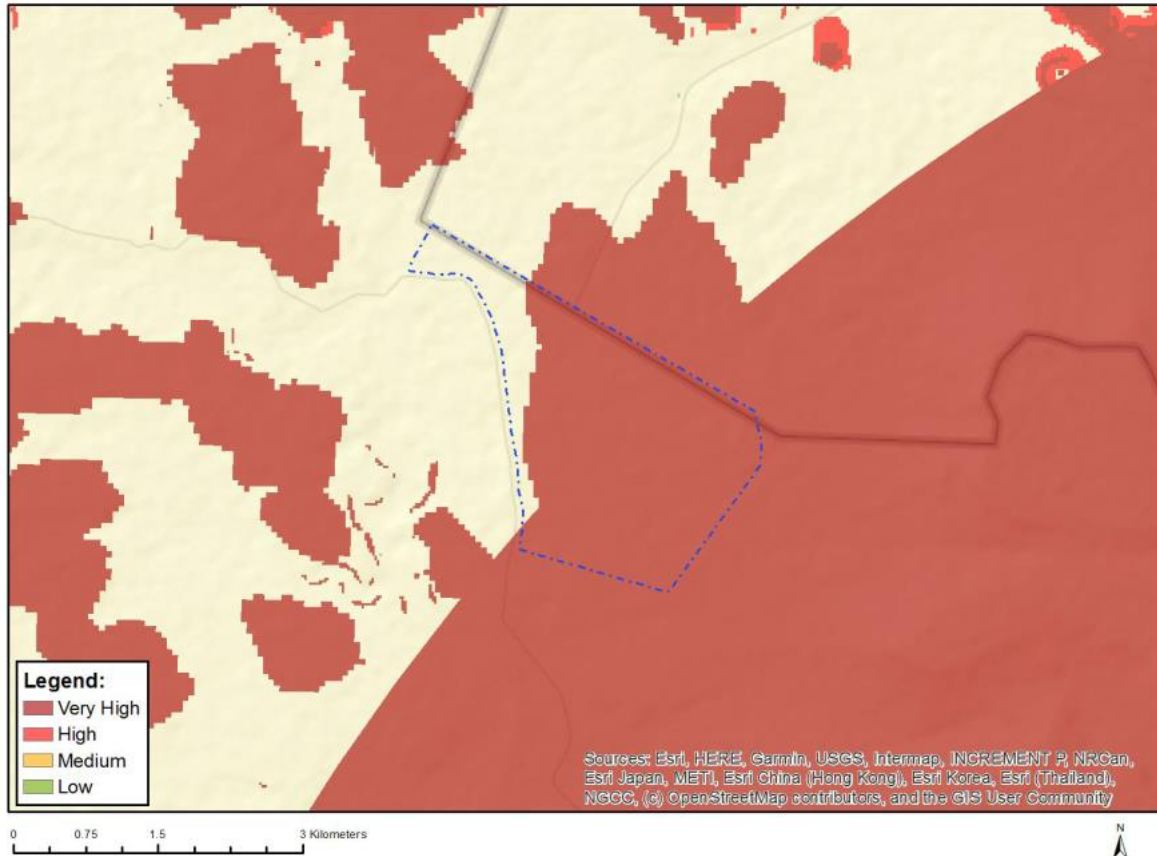 Legend:
Very High
High
Medium
Low
Sources: Esri, HERE, Garmin, USGS, Intermap, INCREMENT P, NRCan,
Esri Japan, METI, Esri China (Hong Kong), Esri Korea, Esri (Thailand),
NGCC, (c) OpenStreetMap contributors, and the GIS User Community
0 0.75 1.5 3 Kilometers
N